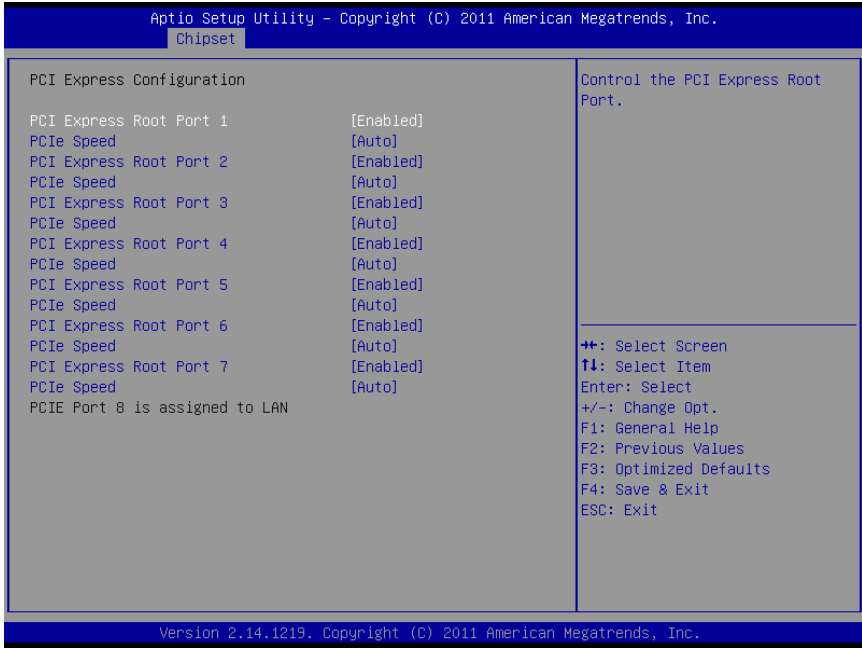 Aptio Setup Utility – Copyright (C) 2011 American Megatrends, Inc.
Chipset
PCI Express Configuration
PCI Express Root Port 1 [Enabled]
PCIe Speed [Auto]
PCI Express Root Port 2 [Enabled]
PCIe Speed [Auto]
PCI Express Root Port 3 [Enabled]
PCIe Speed [Auto]
PCI Express Root Port 4 [Enabled]
PCIe Speed [Auto]
PCI Express Root Port 5 [Enabled]
PCIe Speed [Auto]
PCI Express Root Port 6 [Enabled]
PCIe Speed [Auto]
PCI Express Root Port 7 [Enabled]
PCIe Speed [Auto]
PCIE Port 8 is assigned to LAN
Control the PCI Express Root
Port.
→←: Select Screen
↑↓: Select Item
Enter: Select
+/-: Change Opt.
F1: General Help
F2: Previous Values
F3: Optimized Defaults
F4: Save & Exit
ESC: Exit
Version 2.14.1219. Copyright (C) 2011 American Megatrends, Inc.